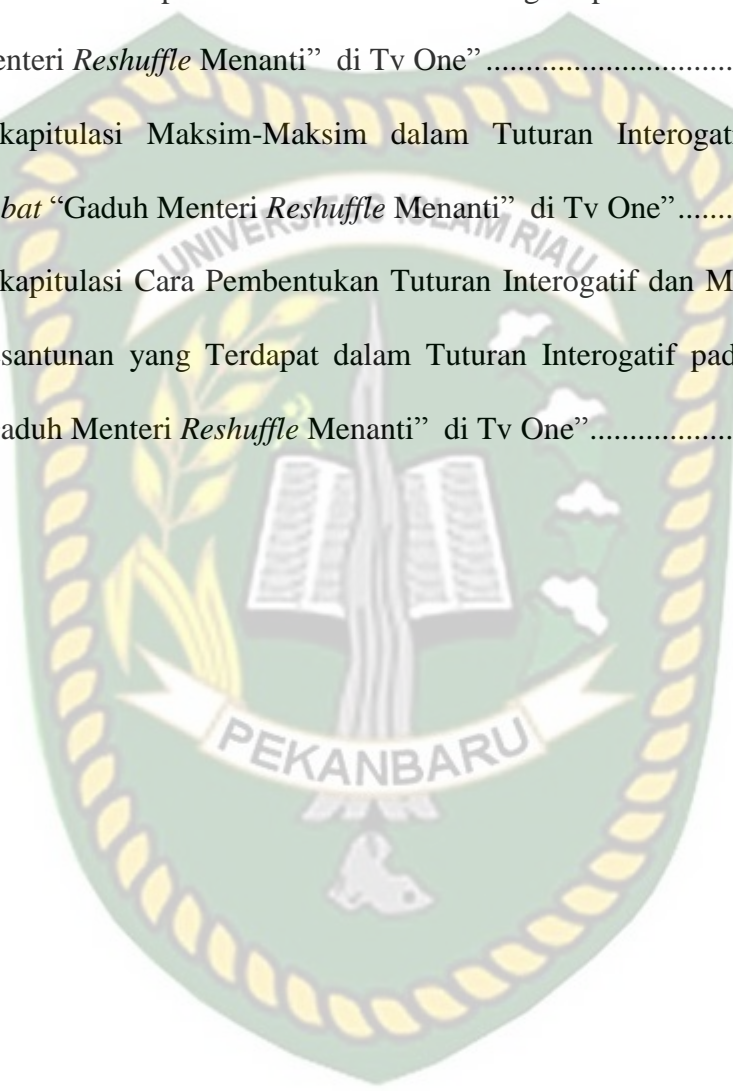 enteri Reshuffle Menanti” di Tv One”...............................
kapitulasi Maksim-Maksim dalam Tuturan Interogati
bat “Gaduh Menteri Reshuffle Menanti” di Tv One”.......
kapitulasi Cara Pembentukan Tuturan Interogatif dan M
santunan yang Terdapat dalam Tuturan Interogatif pad
aduh Menteri Reshuffle Menanti” di Tv One”..................
UNIVERSITAS ISLAM RIAU
PEKANBARU